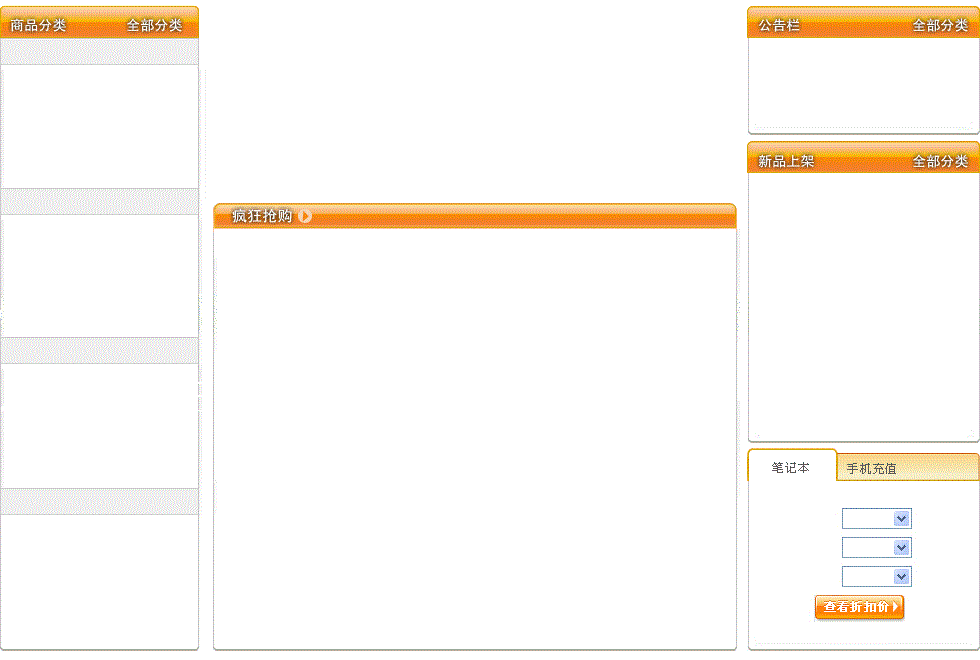 商品分类 全部分类
公告栏 全部分类
新品上架 全部分类
疯狂抢购
笔记本 手机充值
查看折扣价